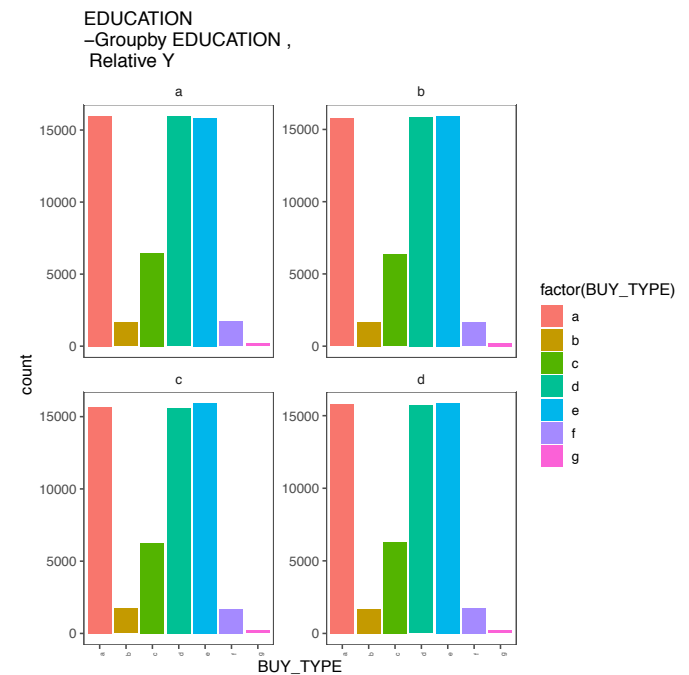 EDUCATION
−Groupby EDUCATION ,
Relative Y
a
b
15000
10000
5000
0
15000
10000
5000
0
c
d
15000
10000
5000
0
15000
10000
5000
0
a b c d e f g
a b c d e f g
count
BUY_TYPE
factor(BUY_TYPE)
a
b
c
d
e
f
g